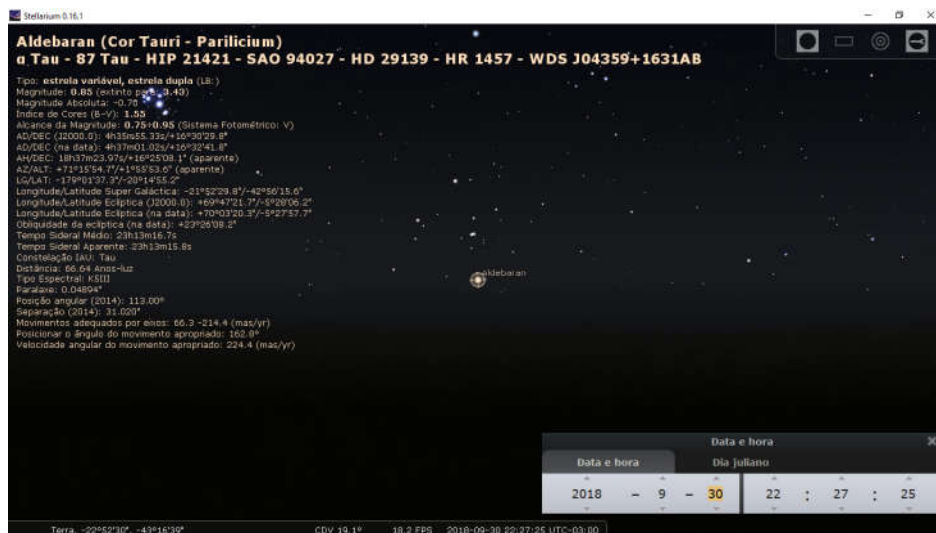 Stellarium 0.16.1
Aldebaran (Cor Tauri - Parilicium)
α Tau - 87 Tau - HIP 21421 - SAO 94027 - HD 29139 - HR 1457 - WDS J04359+1631AB
Tipo: estrela variável, estrela dupla (LB:)
Magnitude: 0.85 (extinto para: 3.43)
Magnitude Absoluta: -0.70
Índice de Cores (B-V): 1.55
Alcance da Magnitude: 0.75÷0.95 (Sistema Fotométrico: V)
AD/DEC (J2000.0): 4h35m55.33s/+16°30'29.8"
AD/DEC (na data): 4h37m01.02s/+16°32'41.8"
AH/DEC: 18h37m23.97s/+16°25'08.1" (aparente)
AZ/ALT: +71°15'54.7"/+1°55'53.6" (aparente)
LG/LAT: -179°01'37.3"/-20°14'55.2"
Longitude/Latitude Super Galáctica: -21°52'29.8"/-42°56'15.6"
Longitude/Latitude Ecliptica (J2000.0): +69°47'21.7"/-5°28'06.2"
Longitude/Latitude Ecliptica (na data): +70°03'20.3"/-5°27'57.7"
Obliquidade da ecliptica (na data): +23°26'08.2"
Tempo Sideral Médio: 23h13m16.7s
Tempo Sideral Aparente: 23h13m15.8s
Constelação IAU: Tau
Distância: 66.64 Anos-luz
Tipo Espectral: K5III
Paralaxe: 0.04894"
Posição angular (2014): 113.00°
Separação (2014): 31.020"
Movimentos adequados por eixos: 66.3 -214.4 (mas/yr)
Posicionar o ângulo do movimento apropriado: 162.8°
Velocidade angular do movimento apropriado: 224.4 (mas/yr)
Aldebaran
Data e hora
Data e hora Dia juliano
2018 - 9 - 30 22 : 27 : 25
Terra, -22°52'30", -43°16'39" CDV 19.1° 18.2 FPS 2018-09-30 22:27:25 UTC-03:00